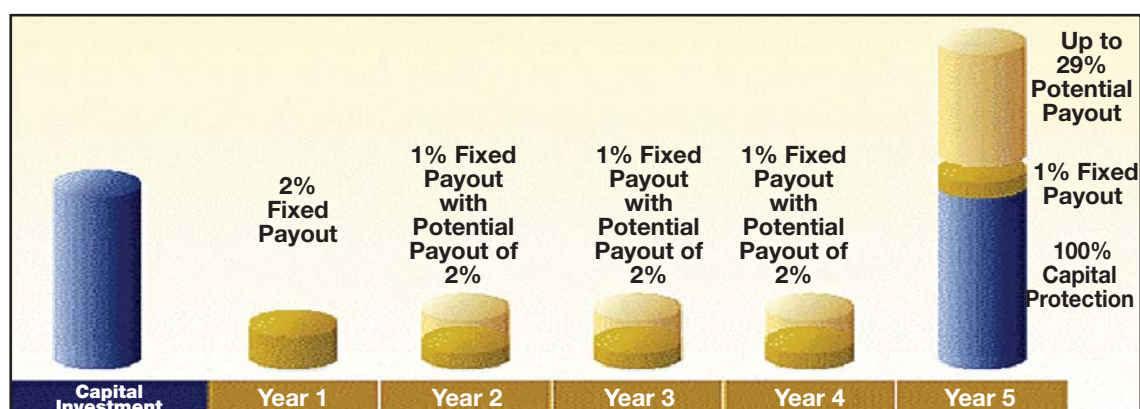 2%
Fixed
Payout
1% Fixed
Payout
with
Potential
Payout of
2%
1% Fixed
Payout
with
Potential
Payout of
2%
1% Fixed
Payout
with
Potential
Payout of
2%
Up to
29%
Potential
Payout
1% Fixed
Payout
100%
Capital
Protection
Capital
Investment
Year 1
Year 2
Year 3
Year 4
Year 5